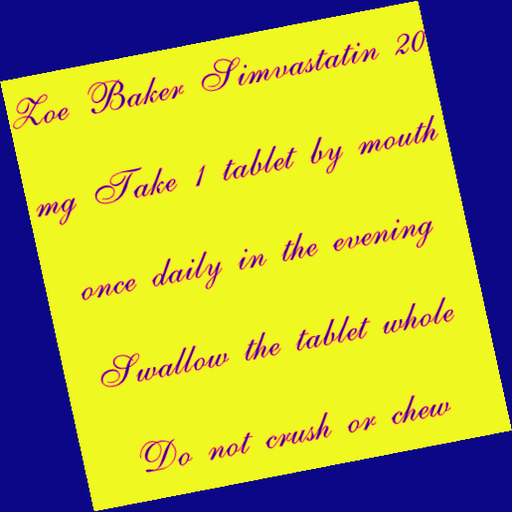 Zoe Baker Simvastatin 20
mg Take 1 tablet by mouth
once daily in the evening
Swallow the tablet whole
Do not crush or chew